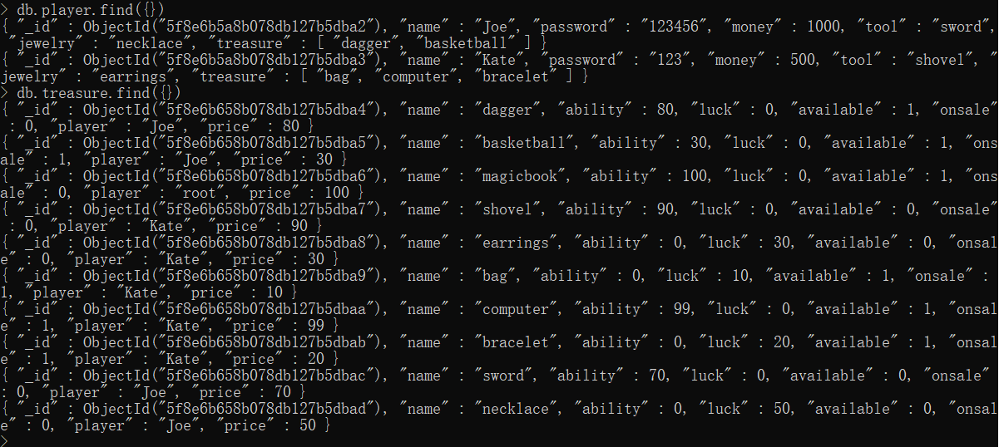 > db.player.find({})
{ "_id" : ObjectId("5f8e6b5a8b078db127b5dba2"), "name" : "Joe", "password" : "123456", "money" : 1000, "tool" : "sword",
"jewelry" : "necklace", "treasure" : [ "dagger", "basketball" ] }
{ "_id" : ObjectId("5f8e6b5a8b078db127b5dba3"), "name" : "Kate", "password" : "123", "money" : 500, "tool" : "shovel", "
jewelry" : "earrings", "treasure" : [ "bag", "computer", "bracelet" ] }
> db.treasure.find({})
{ "_id" : ObjectId("5f8e6b658b078db127b5dba4"), "name" : "dagger", "ability" : 80, "luck" : 0, "available" : 1, "onsale"
: 0, "player" : "Joe", "price" : 80 }
{ "_id" : ObjectId("5f8e6b658b078db127b5dba5"), "name" : "basketball", "ability" : 30, "luck" : 0, "available" : 1, "ons
ale" : 1, "player" : "Joe", "price" : 30 }
{ "_id" : ObjectId("5f8e6b658b078db127b5dba6"), "name" : "magicbook", "ability" : 100, "luck" : 0, "available" : 1, "ons
ale" : 0, "player" : "root", "price" : 100 }
{ "_id" : ObjectId("5f8e6b658b078db127b5dba7"), "name" : "shovel", "ability" : 90, "luck" : 0, "available" : 0, "onsale"
: 0, "player" : "Kate", "price" : 90 }
{ "_id" : ObjectId("5f8e6b658b078db127b5dba8"), "name" : "earrings", "ability" : 0, "luck" : 30, "available" : 0, "onsal
e" : 0, "player" : "Kate", "price" : 30 }
{ "_id" : ObjectId("5f8e6b658b078db127b5dba9"), "name" : "bag", "ability" : 0, "luck" : 10, "available" : 1, "onsale" :
1, "player" : "Kate", "price" : 10 }
{ "_id" : ObjectId("5f8e6b658b078db127b5dbaa"), "name" : "computer", "ability" : 99, "luck" : 0, "available" : 1, "onsal
e" : 1, "player" : "Kate", "price" : 99 }
{ "_id" : ObjectId("5f8e6b658b078db127b5dbab"), "name" : "bracelet", "ability" : 0, "luck" : 20, "available" : 1, "onsal
e" : 1, "player" : "Kate", "price" : 20 }
{ "_id" : ObjectId("5f8e6b658b078db127b5dbac"), "name" : "sword", "ability" : 70, "luck" : 0, "available" : 0, "onsale"
: 0, "player" : "Joe", "price" : 70 }
{ "_id" : ObjectId("5f8e6b658b078db127b5dbad"), "name" : "necklace", "ability" : 0, "luck" : 50, "available" : 0, "onsal
e" : 0, "player" : "Joe", "price" : 50 }
>